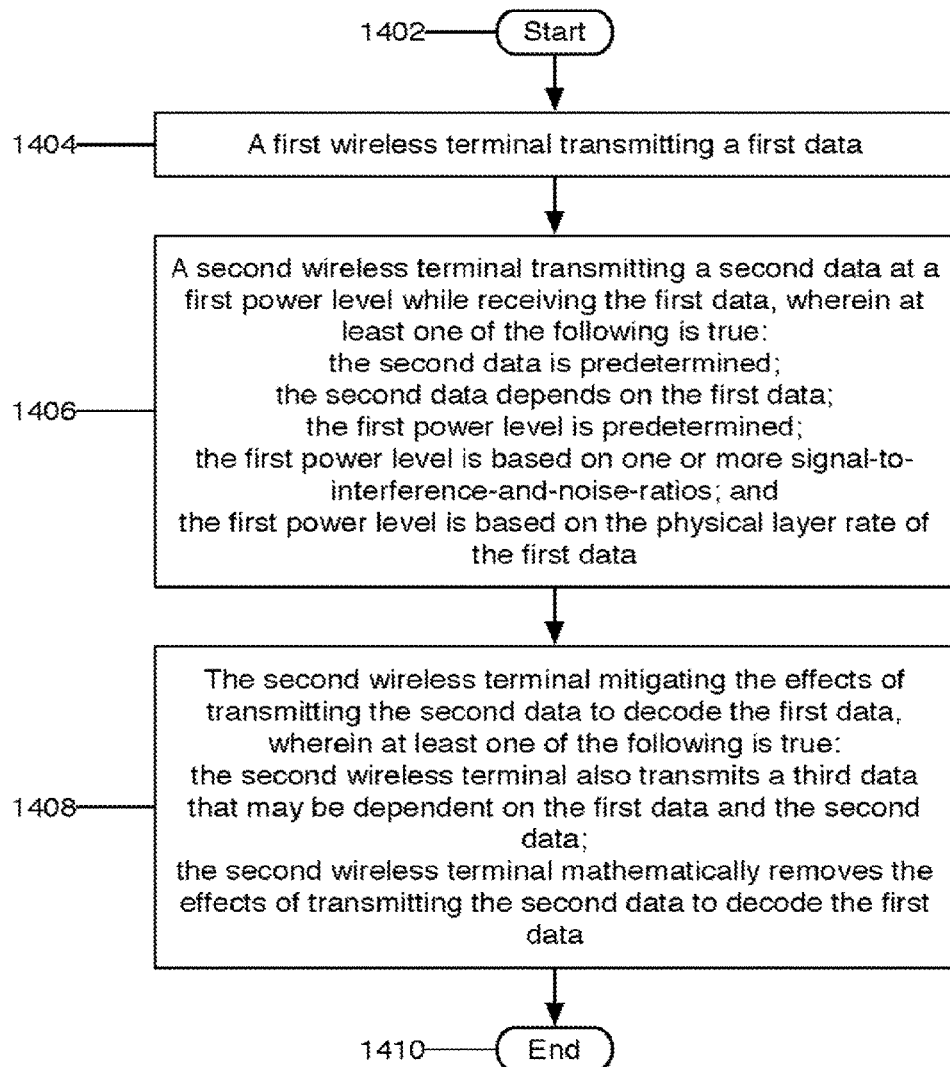 1402
Start
1404
A first wireless terminal transmitting a first data
A second wireless terminal transmitting a second data at a
first power level while receiving the first data, wherein at
least one of the following is true:
the second data is predetermined;
the second data depends on the first data;
1406
the first power level is predetermined;
the first power level is based on one or more signal-to-
interference-and-noise-ratios; and
the first power level is based on the physical layer rate of
the first data
The second wireless terminal mitigating the effects of
transmitting the second data to decode the first data,
wherein at least one of the following is true:
the second wireless terminal also transmits a third data
1408
that may be dependent on the first data and the second
data;
the second wireless terminal mathematically removes the
effects of transmitting the second data to decode the first
data
1410
End